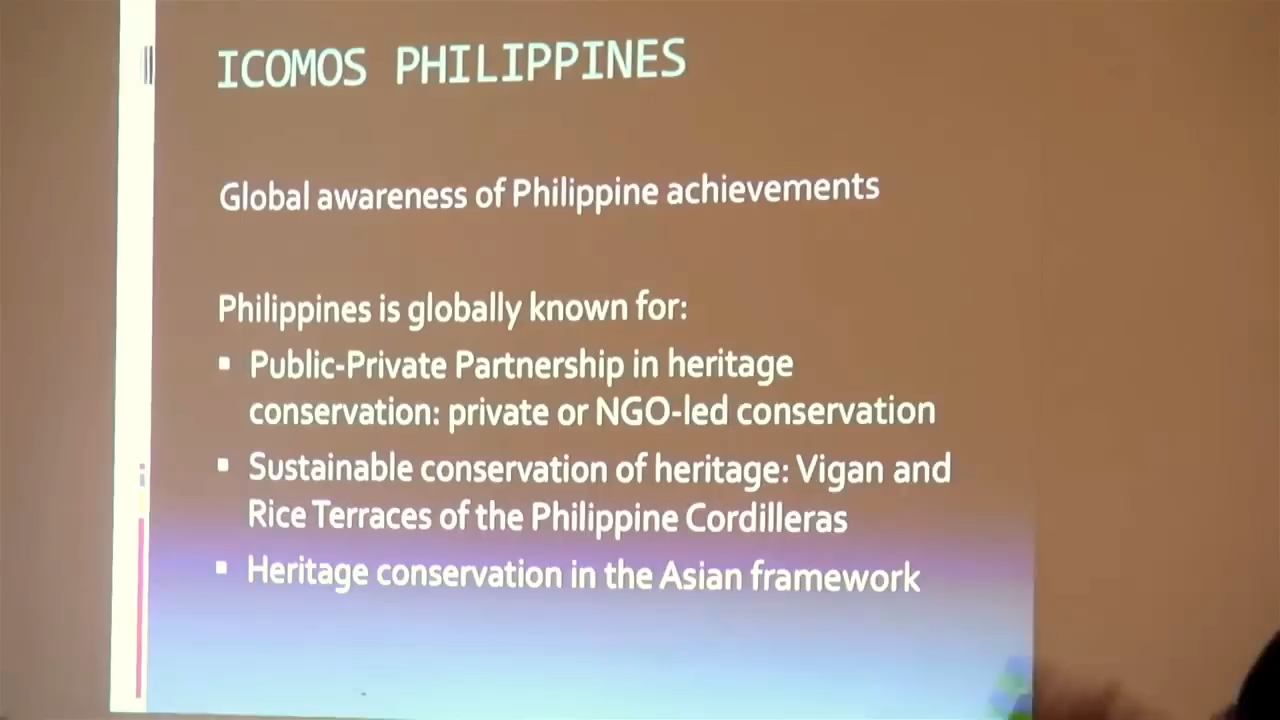 ICOMOS PHILIPPINES
Global awareness of Philippine achievements
Philippines is globally known for:
▪ Public-Private Partnership in heritage
conservation: private or NGO-led conservation
▪ Sustainable conservation of heritage: Vigan and
Rice Terraces of the Philippine Cordilleras
▪ Heritage conservation in the Asian framework